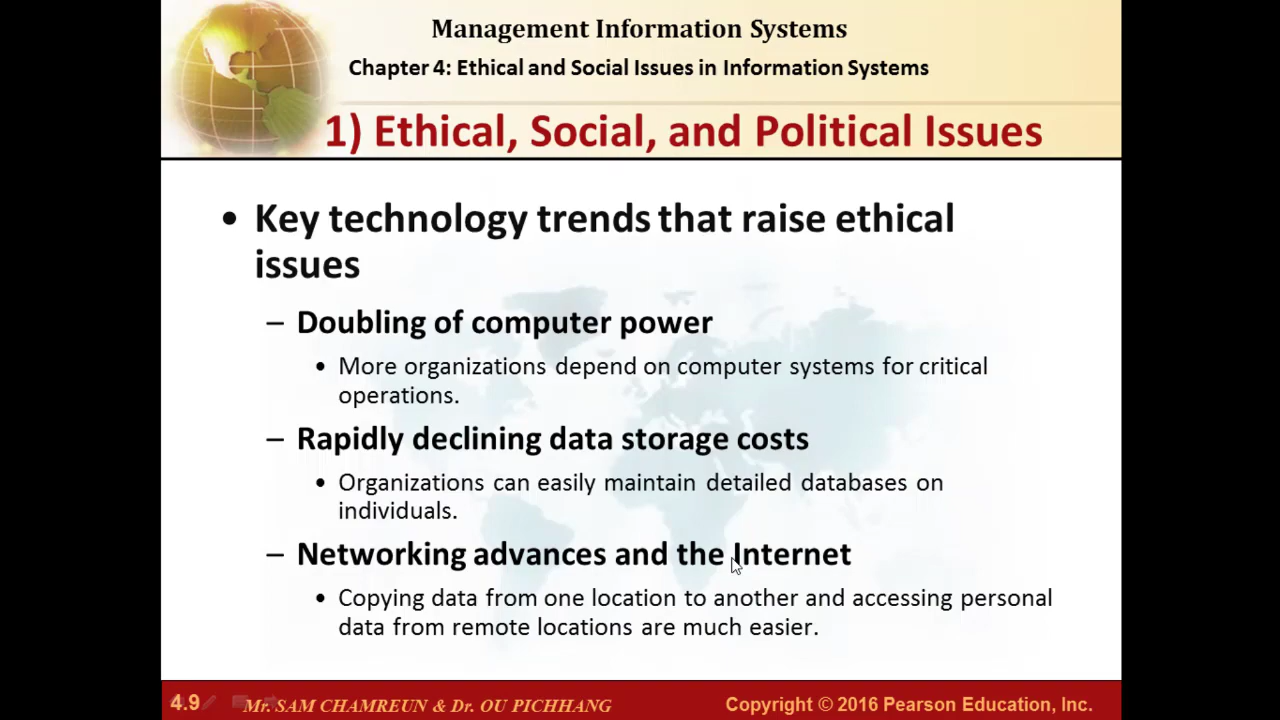 Management Information Systems
Chapter 4: Ethical and Social Issues in Information Systems
1) Ethical, Social, and Political Issues
• Key technology trends that raise ethical
issues
– Doubling of computer power
• More organizations depend on computer systems for critical
operations.
– Rapidly declining data storage costs
• Organizations can easily maintain detailed databases on
individuals.
– Networking advances and the Internet
• Copying data from one location to another and accessing personal
data from remote locations are much easier.
4.9
Mr. SAM CHAMREUN & Dr. OU PICHHANG
Copyright © 2016 Pearson Education, Inc.